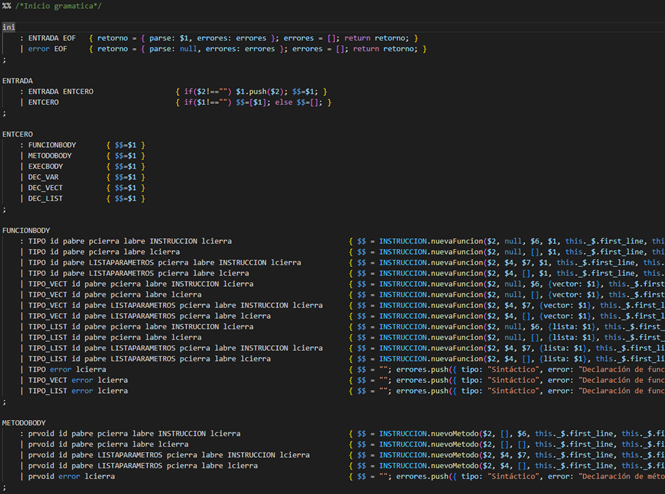 %% /*Inicio gramatica*/
ini
: ENTRADA EOF { retorno = { parse: $1, errores: errores }; errores = []; return retorno; }
| error EOF { retorno = { parse: null, errores: errores }; errores = []; return retorno; }
;
ENTRADA
: ENTRADA ENTCERO { if($2!=="") $1.push($2); $$=$1; }
| ENTCERO { if($1!=="") $$=[$1]; else $$=[]; }
;
ENTCERO
: FUNCIONBODY { $$=$1 }
| METODOBODY { $$=$1 }
| EXECBODY { $$=$1 }
| DEC_VAR { $$=$1 }
| DEC_VECT { $$=$1 }
| DEC_LIST { $$=$1 }
;
FUNCIONBODY
: TIPO id pabre pcierra labre INSTRUCCION lcierra { $$ = INSTRUCCION.nuevaFuncion($2, null, $6, $1, this._$.first_line, thi
| TIPO id pabre pcierra labre lcierra { $$ = INSTRUCCION.nuevaFuncion($2, null, [], $1, this._$.first_line, this
| TIPO id pabre LISTAPARAMETROS pcierra labre INSTRUCCION lcierra { $$ = INSTRUCCION.nuevaFuncion($2, $4, $7, $1, this._$.first_line, this._
| TIPO id pabre LISTAPARAMETROS pcierra labre lcierra { $$ = INSTRUCCION.nuevaFuncion($2, $4, [], $1, this._$.first_line, this._
| TIPO_VECT id pabre pcierra labre INSTRUCCION lcierra { $$ = INSTRUCCION.nuevaFuncion($2, null, $6, {vector: $1}, this._$.first_
| TIPO_VECT id pabre pcierra labre lcierra { $$ = INSTRUCCION.nuevaFuncion($2, null, [], {vector: $1}, this._$.first_
| TIPO_VECT id pabre LISTAPARAMETROS pcierra labre INSTRUCCION lcierra { $$ = INSTRUCCION.nuevaFuncion($2, $4, $7, {vector: $1}, this._$.first_li
| TIPO_VECT id pabre LISTAPARAMETROS pcierra labre lcierra { $$ = INSTRUCCION.nuevaFuncion($2, $4, [], {vector: $1}, this._$.first_li
| TIPO_LIST id pabre pcierra labre INSTRUCCION lcierra { $$ = INSTRUCCION.nuevaFuncion($2, null, $6, {lista: $1}, this._$.first_l
| TIPO_LIST id pabre pcierra labre lcierra { $$ = INSTRUCCION.nuevaFuncion($2, null, [], {lista: $1}, this._$.first_l
| TIPO_LIST id pabre LISTAPARAMETROS pcierra labre INSTRUCCION lcierra { $$ = INSTRUCCION.nuevaFuncion($2, $4, $7, {lista: $1}, this._$.first_lin
| TIPO_LIST id pabre LISTAPARAMETROS pcierra labre lcierra { $$ = INSTRUCCION.nuevaFuncion($2, $4, [], {lista: $1}, this._$.first_lin
| TIPO error lcierra { $$ = ""; errores.push({ tipo: "Sintáctico", error: "Declaración de func
| TIPO_VECT error lcierra { $$ = ""; errores.push({ tipo: "Sintáctico", error: "Declaración de func
| TIPO_LIST error lcierra { $$ = ""; errores.push({ tipo: "Sintáctico", error: "Declaración de func
;
METODOBODY
: prvoid id pabre pcierra labre INSTRUCCION lcierra { $$ = INSTRUCCION.nuevoMetodo($2, [], $6, this._$.first_line, this._$.fi
| prvoid id pabre pcierra labre lcierra { $$ = INSTRUCCION.nuevoMetodo($2, [], [], this._$.first_line, this._$.fi
| prvoid id pabre LISTAPARAMETROS pcierra labre INSTRUCCION lcierra { $$ = INSTRUCCION.nuevoMetodo($2, $4, $7, this._$.first_line, this._$.fi
| prvoid id pabre LISTAPARAMETROS pcierra labre lcierra { $$ = INSTRUCCION.nuevoMetodo($2, $4, [], this._$.first_line, this._$.fi
| prvoid error lcierra { $$ = ""; errores.push({ tipo: "Sintáctico", error: "Declaración de méto
;